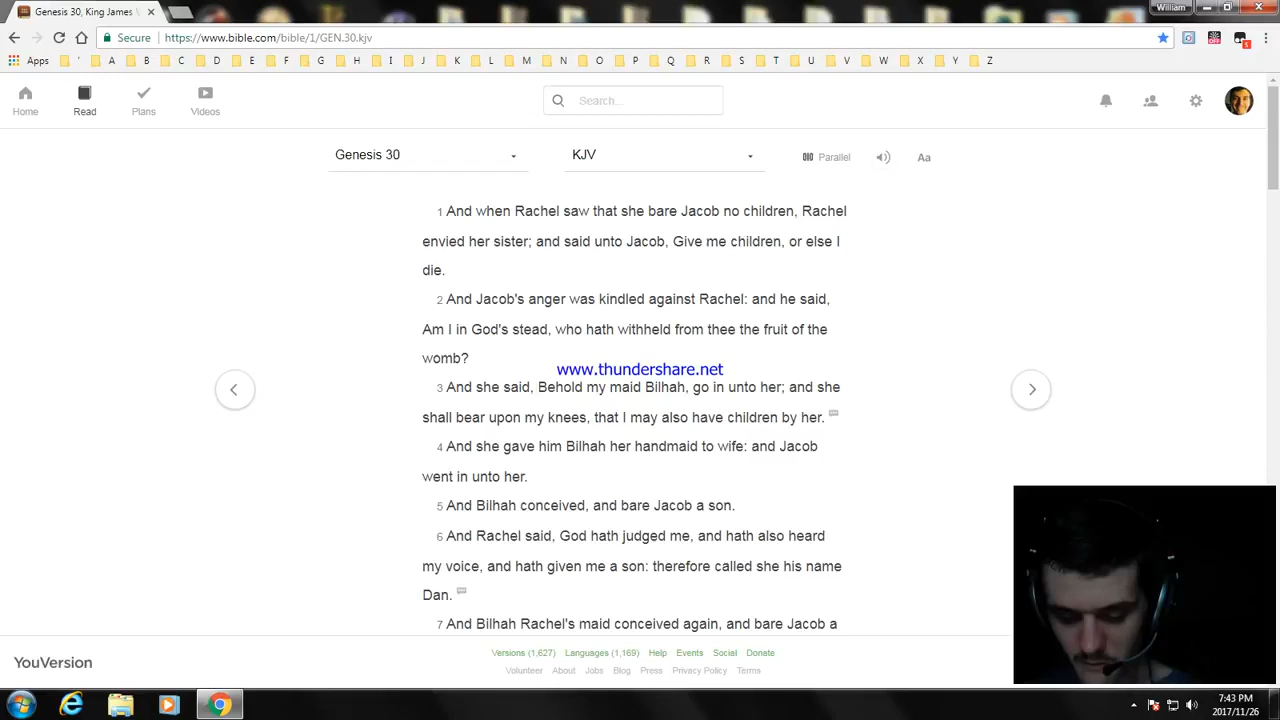 Genesis 30, King James V
William
Secure https://www.bible.com/bible/1/GEN.30.kjv
Apps ' A B C D E F G H I J K L M N O P Q R S T U V W X Y Z
OFF
5
Home Read Plans Videos Search...
Genesis 30 KJV Parallel Aa
1 And when Rachel saw that she bare Jacob no children, Rachel
envied her sister; and said unto Jacob, Give me children, or else I
die.
2 And Jacob's anger was kindled against Rachel: and he said,
Am I in God's stead, who hath withheld from thee the fruit of the
womb?
www.thundershare.net
3 And she said, Behold my maid Bilhah, go in unto her; and she
shall bear upon my knees, that I may also have children by her.
4 And she gave him Bilhah her handmaid to wife: and Jacob
went in unto her.
5 And Bilhah conceived, and bare Jacob a son.
6 And Rachel said, God hath judged me, and hath also heard
my voice, and hath given me a son: therefore called she his name
Dan.
7 And Bilhah Rachel's maid conceived again, and bare Jacob a
YouVersion
Versions (1,627) Languages (1,169) Help Events Social Donate
Volunteer About Jobs Blog Press Privacy Policy Terms
7:43 PM
2017/11/26